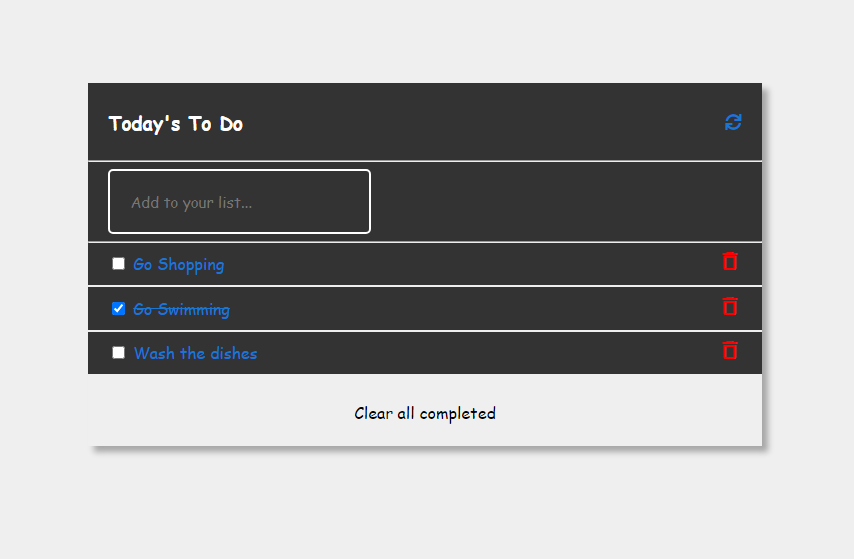 Today's To Do
Add to your list...
Go Shopping
Go Swimming
Wash the dishes
Clear all completed